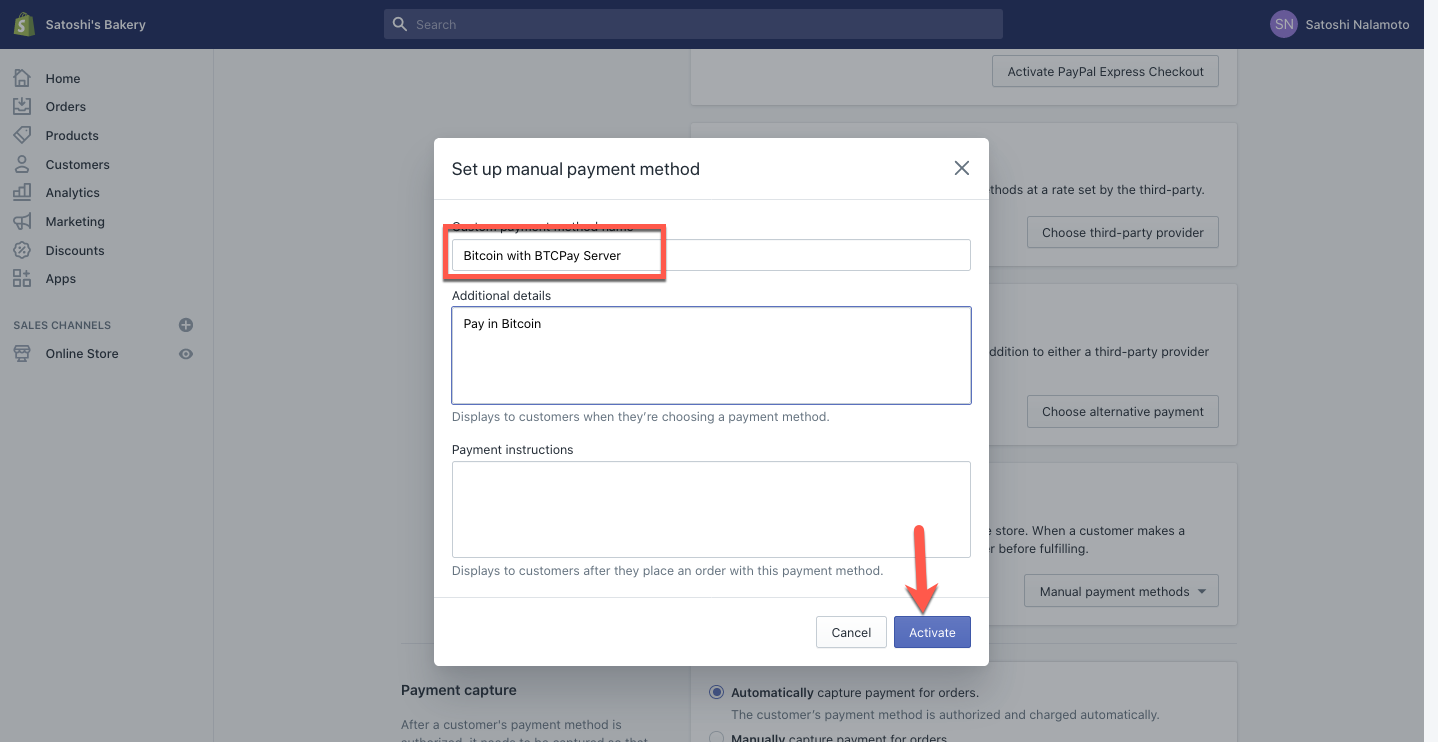 Satoshi's Bakery
Search
SN
Satoshi Nalamoto
Home
Orders
Products
Customers
Analytics
Marketing
Discounts
Apps
SALES CHANNELS
Online Store
Activate PayPal Express Checkout
thods at a rate set by the third-party.
Choose third-party provider
ddition to either a third-party provider
Choose alternative payment
e store. When a customer makes a
r before fulfilling.
Manual payment methods
Set up manual payment method
Custom payment method name
Bitcoin with BTCPay Server
Additional details
Pay in Bitcoin
Displays to customers when they're choosing a payment method.
Payment instructions
Displays to customers after they place an order with this payment method.
Cancel
Activate
Payment capture
After a customer's payment method is
authorized, it needs to be captured so that
Automatically capture payment for orders.
The customer's payment method is authorized and charged automatically.
Manually capture payment for orders.